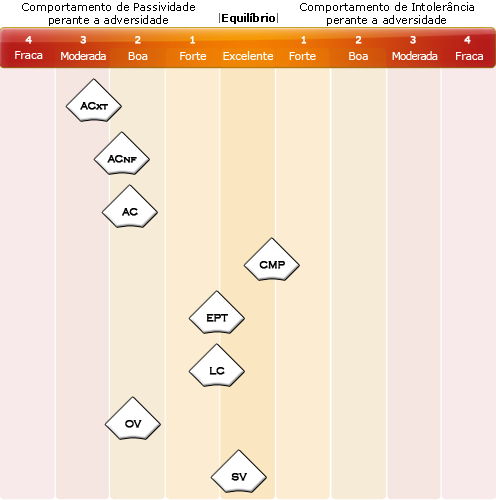 Comportamento de Passividade
perante a adversidade
|Equilíbrio|
Comportamento de Intolerância
perante a adversidade
4 3 2 1 1 2 3 4
Fraca Moderada Boa Forte Excelente Forte Boa Moderada Fraca
ACXT
ACNF
AC
CMP
EPT
LC
OV
SV